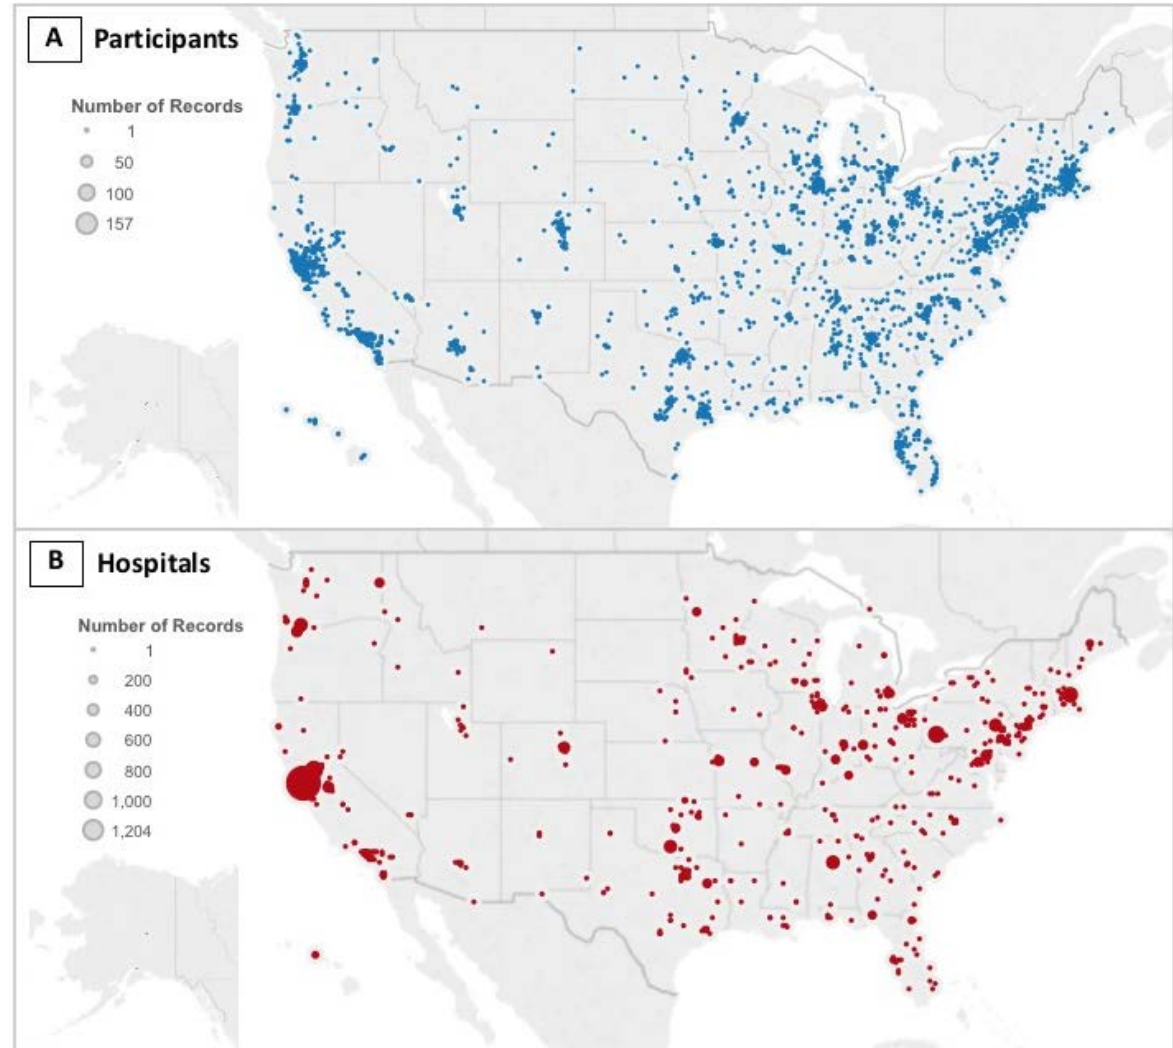 A Participants
Number of Records
1
50
100
157
B Hospitals
Number of Records
1
200
400
600
800
1,000
1,204